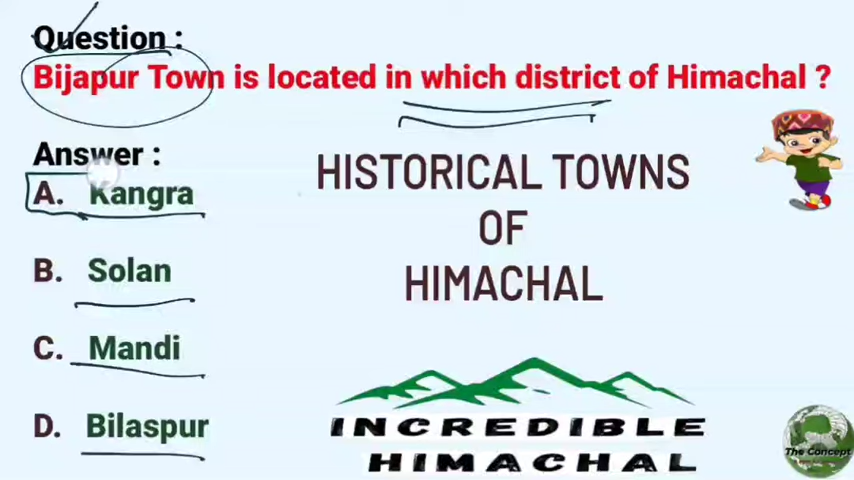 Question :
Bijapur Town is located in which district of Himachal ?
Answer :
A. Kangra
B. Solan
C. Mandi
D. Bilaspur
HISTORICAL TOWNS
OF
HIMACHAL
INCREDIBLE
HIMACHAL
The Concept